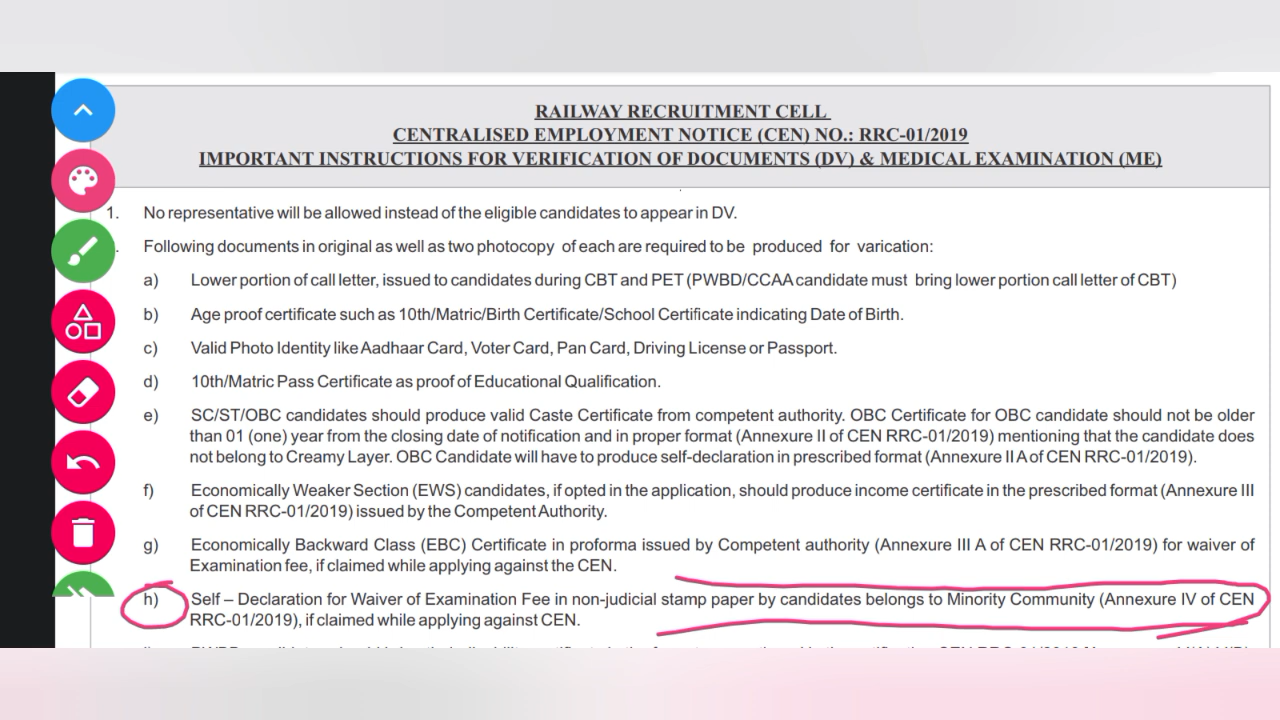 RAILWAY RECRUITMENT CELL
CENTRALISED EMPLOYMENT NOTICE (CEN) NO.: RRC-01/2019
IMPORTANT INSTRUCTIONS FOR VERIFICATION OF DOCUMENTS (DV) & MEDICAL EXAMINATION (ME)
1. No representative will be allowed instead of the eligible candidates to appear in DV.
. Following documents in original as well as two photocopy of each are required to be produced for varication:
a) Lower portion of call letter, issued to candidates during CBT and PET (PWBD/CCAA candidate must bring lower portion call letter of CBT)
b) Age proof certificate such as 10th/Matric/Birth Certificate/School Certificate indicating Date of Birth.
c) Valid Photo Identity like Aadhaar Card, Voter Card, Pan Card, Driving License or Passport.
d) 10th/Matric Pass Certificate as proof of Educational Qualification.
e) SC/ST/OBC candidates should produce valid Caste Certificate from competent authority. OBC Certificate for OBC candidate should not be older
than 01 (one) year from the closing date of notification and in proper format (Annexure II of CEN RRC-01/2019) mentioning that the candidate does
not belong to Creamy Layer. OBC Candidate will have to produce self-declaration in prescribed format (Annexure II A of CEN RRC-01/2019).
f) Economically Weaker Section (EWS) candidates, if opted in the application, should produce income certificate in the prescribed format (Annexure III
of CEN RRC-01/2019) issued by the Competent Authority.
g) Economically Backward Class (EBC) Certificate in proforma issued by Competent authority (Annexure III A of CEN RRC-01/2019) for waiver of
Examination fee, if claimed while applying against the CEN.
h) Self – Declaration for Waiver of Examination Fee in non-judicial stamp paper by candidates belongs to Minority Community (Annexure IV of CEN
RRC-01/2019), if claimed while applying against CEN.